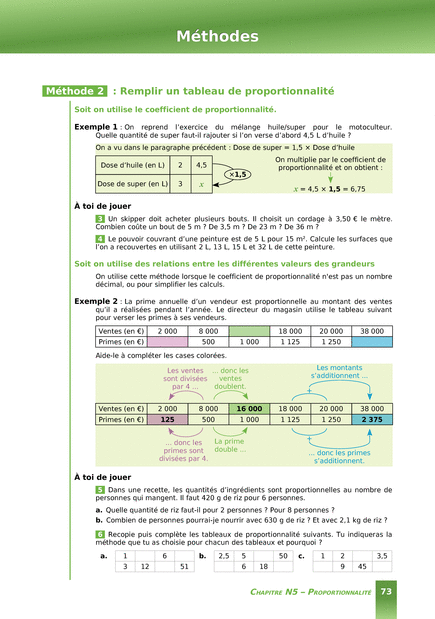 Méthodes
Méthode 2 : Remplir un tableau de proportionnalité
Soit on utilise le coefficient de proportionnalité.
Exemple 1 : On reprend l'exercice du mélange huile/super pour le motoculteur.
Quelle quantité de super faut-il rajouter si l'on verse d'abord 4,5 L d'huile ?
On a vu dans le paragraphe précédent : Dose de super = 1,5 × Dose d'huile
Dose d'huile (en L) 2 4,5
Dose de super (en L) 3 x
×1,5
On multiplie par le coefficient de
proportionnalité et on obtient :
x = 4,5 × 1,5 = 6,75
À toi de jouer
3 Un skipper doit acheter plusieurs bouts. Il choisit un cordage à 3,50 € le mètre.
Combien coûte un bout de 5 m ? De 3,5 m ? De 23 m ? De 36 m ?
4 Le pouvoir couvrant d'une peinture est de 5 L pour 15 m². Calcule les surfaces que
l'on a recouvertes en utilisant 2 L, 13 L, 15 L et 32 L de cette peinture.
Soit on utilise des relations entre les différentes valeurs des grandeurs
On utilise cette méthode lorsque le coefficient de proportionnalité n'est pas un nombre
décimal, ou pour simplifier les calculs.
Exemple 2 : La prime annuelle d'un vendeur est proportionnelle au montant des ventes
qu'il a réalisées pendant l'année. Le directeur du magasin utilise le tableau suivant
pour verser les primes à ses vendeurs.
Ventes (en €) 2 000 8 000 18 000 20 000 38 000
Primes (en €) 500 1 000 1 125 1 250
Aide-le à compléter les cases colorées.
Les ventes
sont divisées
par 4 ...
... donc les
ventes
doublent.
Les montants
s'additionnent ...
+
Ventes (en €) 2 000 8 000 16 000 18 000 20 000 38 000
Primes (en €) 125 500 1 000 1 125 1 250 2 375
... donc les
primes sont
divisées par 4.
La prime
double ...
+
... donc les primes
s'additionnent.
À toi de jouer
5 Dans une recette, les quantités d'ingrédients sont proportionnelles au nombre de
personnes qui mangent. Il faut 420 g de riz pour 6 personnes.
a. Quelle quantité de riz faut-il pour 2 personnes ? Pour 8 personnes ?
b. Combien de personnes pourrai-je nourrir avec 630 g de riz ? Et avec 2,1 kg de riz ?
6 Recopie puis complète les tableaux de proportionnalité suivants. Tu indiqueras la
méthode que tu as choisie pour chacun des tableaux et pourquoi ?
a. 1 6 b. 2,5 5 50 c. 1 2 3,5
3 12 51 6 18 9 45
CHAPITRE N5 – PROPORTIONNALITÉ 73